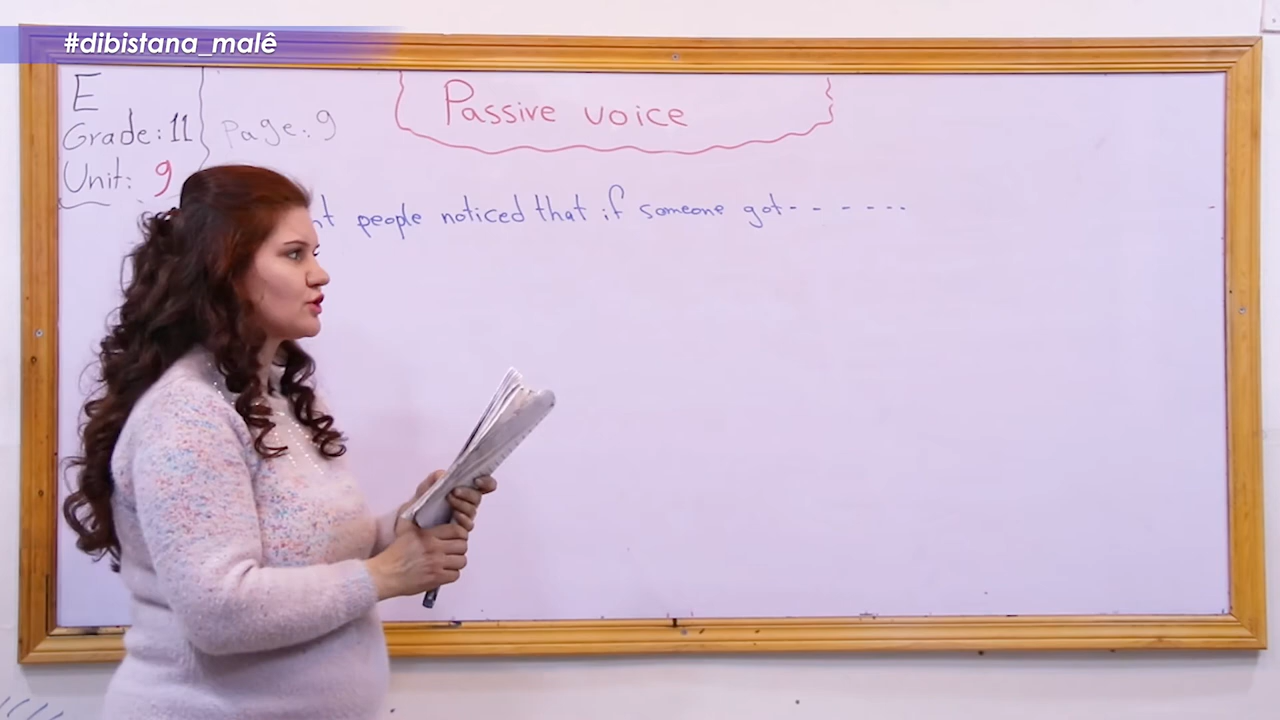 #dibistana_malê
E
Grade: 11
Page: 9
Passive voice
Unit: 9
people noticed that if someone got- - - - - - -